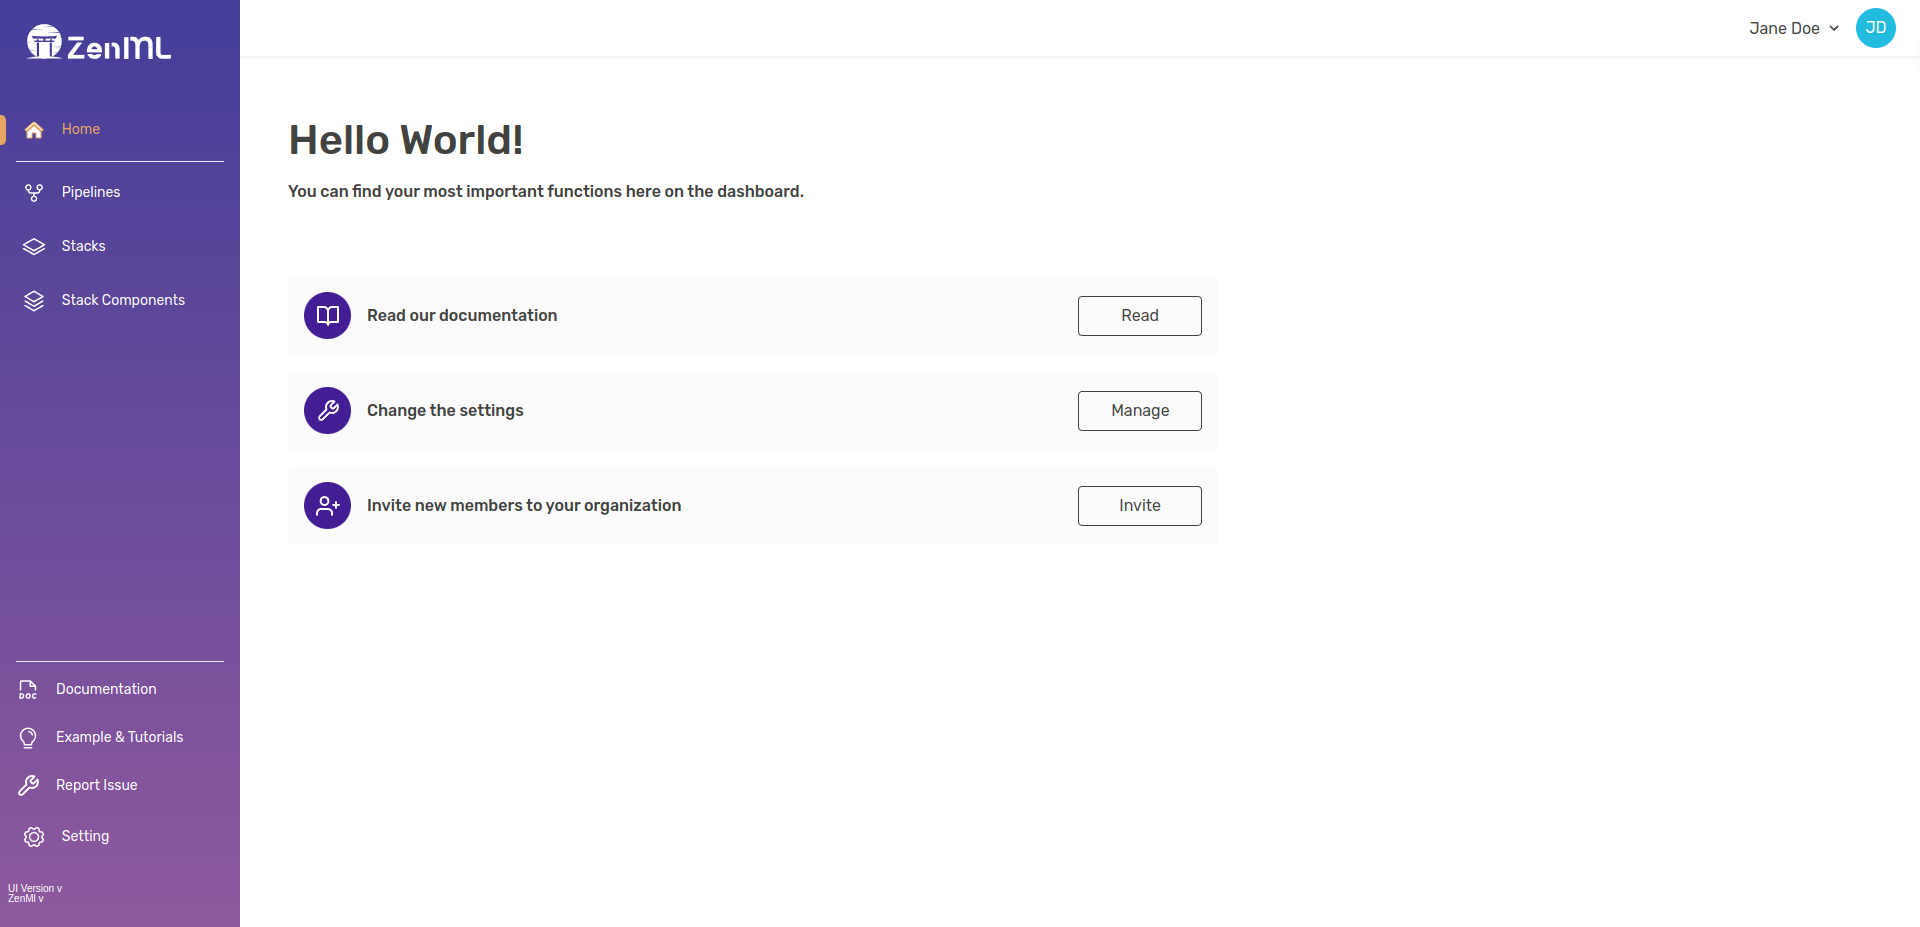 ZenML
Jane Doe
JD
Home
Pipelines
Stacks
Stack Components
Hello World!
You can find your most important functions here on the dashboard.
Read our documentation
Read
Change the settings
Manage
Invite new members to your organization
Invite
DOC
Documentation
Example & Tutorials
Report Issue
Setting
UI Version v
ZenMl v